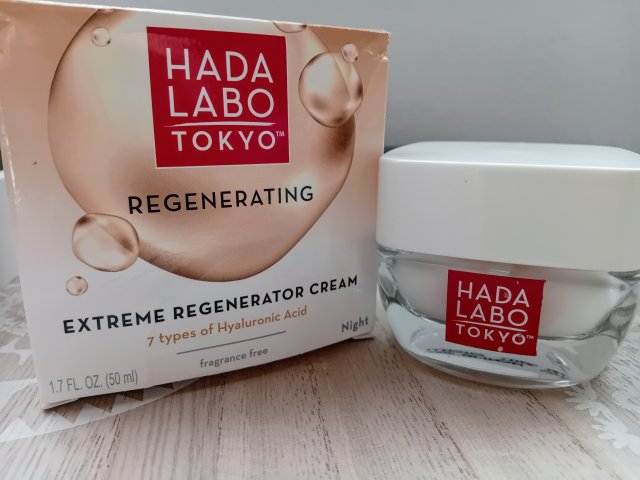 HADA
LABO
TOKYO™
REGENERATING
EXTREME REGENERATOR CREAM
7 types of Hyaluronic Acid
Night
fragrance free
1.7 FL. OZ. (50 ml)
HADA
LABO
TOKYO™